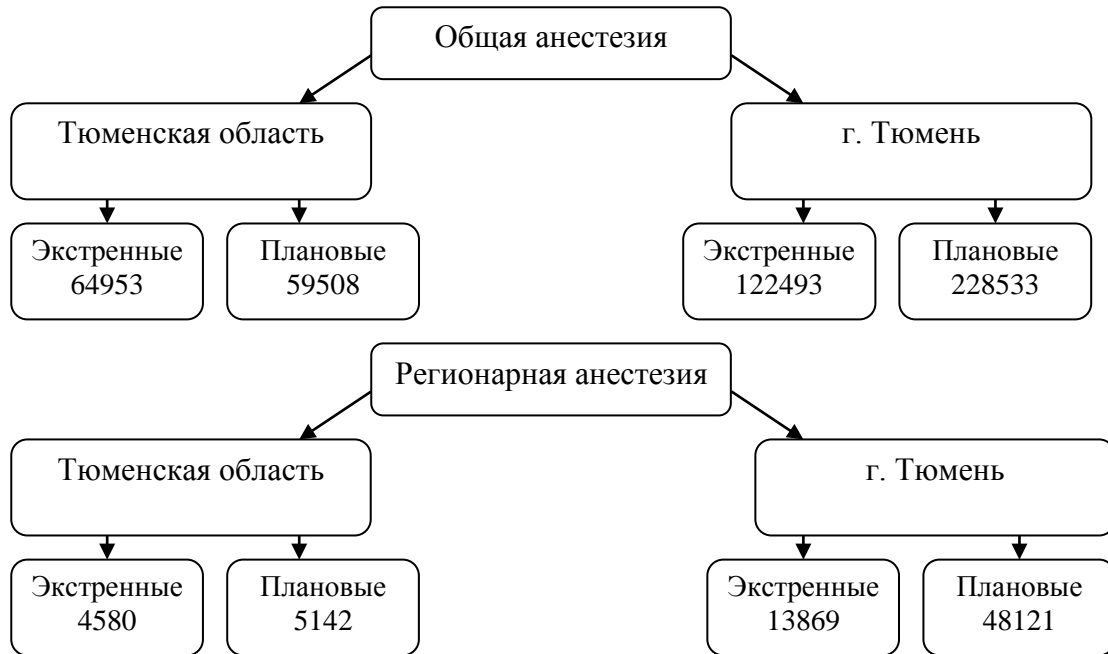 Общая анестезия
Тюменская область
г. Тюмень
Экстренные
64953
Плановые
59508
Экстренные
122493
Плановые
228533
Регионарная анестезия
Тюменская область
г. Тюмень
Экстренные
4580
Плановые
5142
Экстренные
13869
Плановые
48121